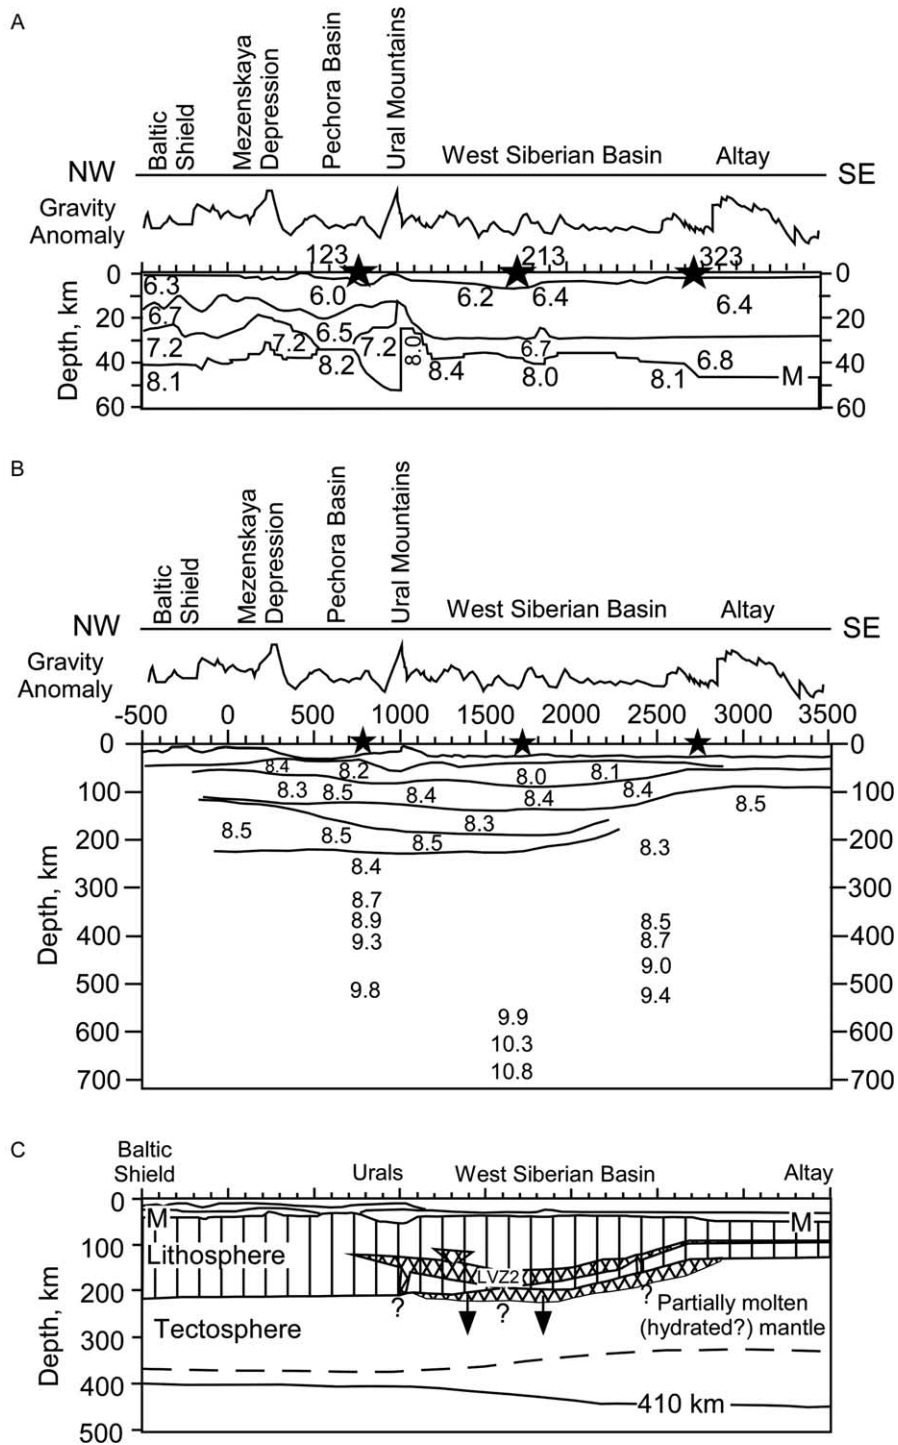 A
Baltic
Shield
Mezenskaya
Depression
Pechora Basin
Ural Mountains
West Siberian Basin
Altay
NW
SE
Gravity
Anomaly
123
213
323
0
0
6.3
6.0
6.2
6.4
6.4
20
6.7
6.5
20
7.2
7.2
7.2
8.0
6.7
40
6.8
40
8.1
8.2
8.4
8.0
8.1
M
60
60
Depth, km
B
Baltic
Shield
Mezenskaya
Depression
Pechora Basin
Ural Mountains
West Siberian Basin
Altay
NW
SE
Gravity
Anomaly
-500 0 500 1000 1500 2000 2500 3000 3500
0
0
8.4
8.2
8.0
8.1
8.3
8.5
8.4
8.4
8.4
8.5
100
100
8.5
8.5
8.5
8.3
8.3
200
200
8.4
300
300
8.7
8.9
8.5
9.3
8.7
400
400
9.0
9.8
9.4
500
500
9.9
600
600
10.3
10.8
700
700
Depth, km
C
Baltic
Shield
Urals
West Siberian Basin
Altay
0
M
M
100
Lithosphere
LVZ2
200
?
?
?
Partially molten
(hydrated?) mantle
300
Tectosphere
400
410 km
500
Depth, km